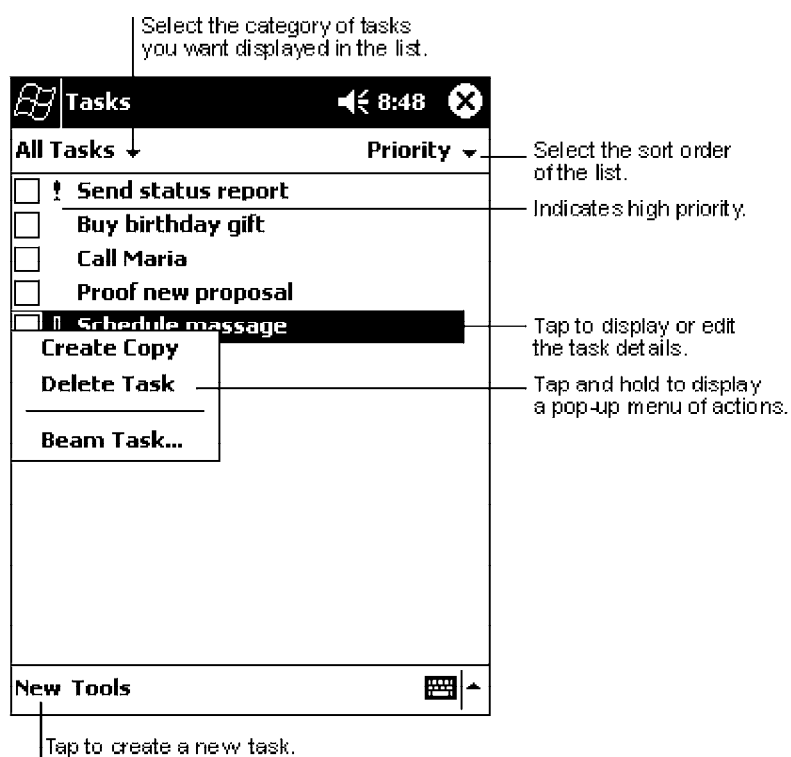 Select the category of tasks
you want displayed in the list.
Tasks 8:48
All Tasks Priority
Select the sort order
of the list.
! Send status report
Indicates high priority.
Buy birthday gift
Call Maria
Proof new proposal
Schedule massage
Tap to display or edit
the task details.
Create Copy
Delete Task
Tap and hold to display
a pop-up menu of actions.
Beam Task...
New Tools
Tap to create a new task.